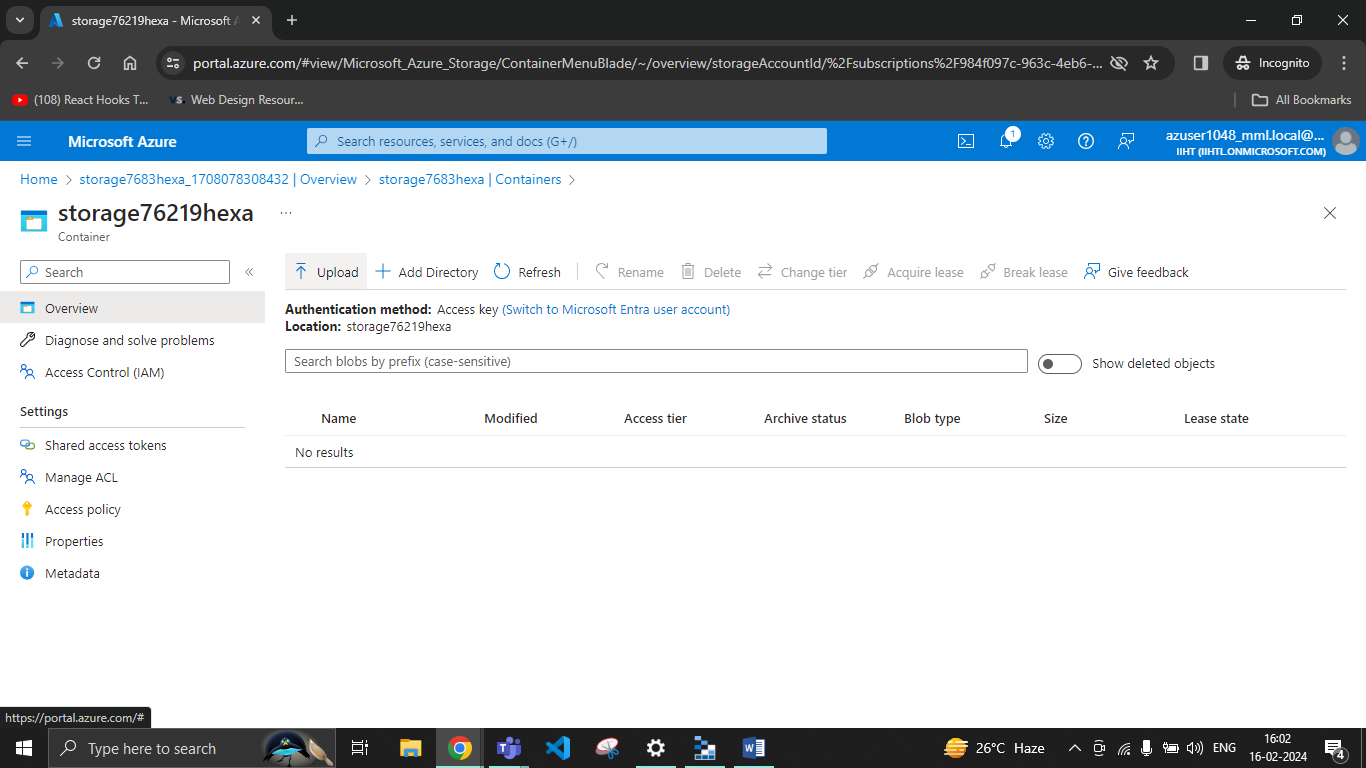 storage76219hexa - Microsoft A
portal.azure.com/#view/Microsoft_Azure_Storage/ContainerMenuBlade/~/overview/storageAccountId/%2Fsubscriptions%2F984f097c-963c-4eb6-...
Incognito
(108) React Hooks T...
VS.
Web Design Resour...
All Bookmarks
Microsoft Azure
Search resources, services, and docs (G+/)
1
azuser1048_mml.local@...
IIHT (IIHTL.ONMICROSOFT.COM)
Home > storage7683hexa_1708078308432 | Overview > storage7683hexa | Containers >
storage76219hexa ...
Container
Search
Upload Add Directory Refresh Rename Delete Change tier Acquire lease Break lease Give feedback
Overview
Diagnose and solve problems
Access Control (IAM)
Settings
Shared access tokens
Manage ACL
Access policy
Properties
Metadata
Authentication method: Access key (Switch to Microsoft Entra user account)
Location: storage76219hexa
Search blobs by prefix (case-sensitive)
Show deleted objects
Name Modified Access tier Archive status Blob type Size Lease state
No results
https://portal.azure.com/#
Type here to search
26°C Haze
ENG
16:02
16-02-2024
4